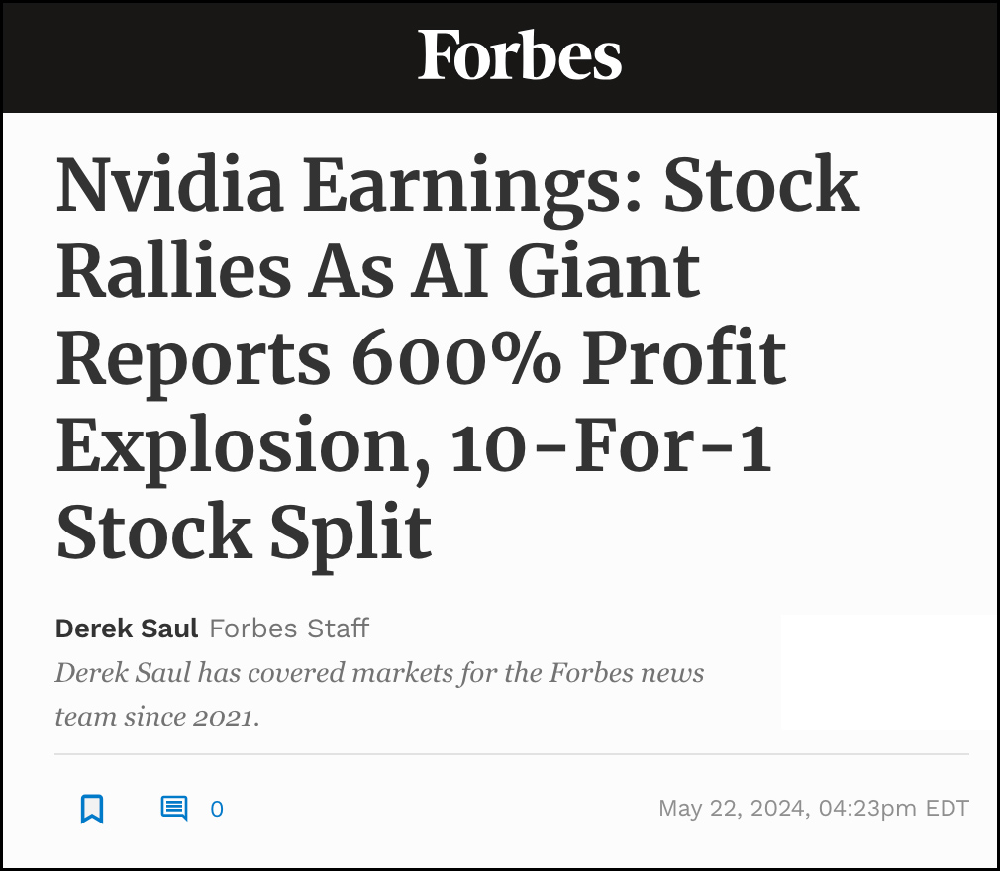 Forbes
Nvidia Earnings: Stock
Rallies As AI Giant
Reports 600% Profit
Explosion, 10-For-1
Stock Split
Derek Saul Forbes Staff
Derek Saul has covered markets for the Forbes news
team since 2021.
0 May 22, 2024, 04:23pm EDT